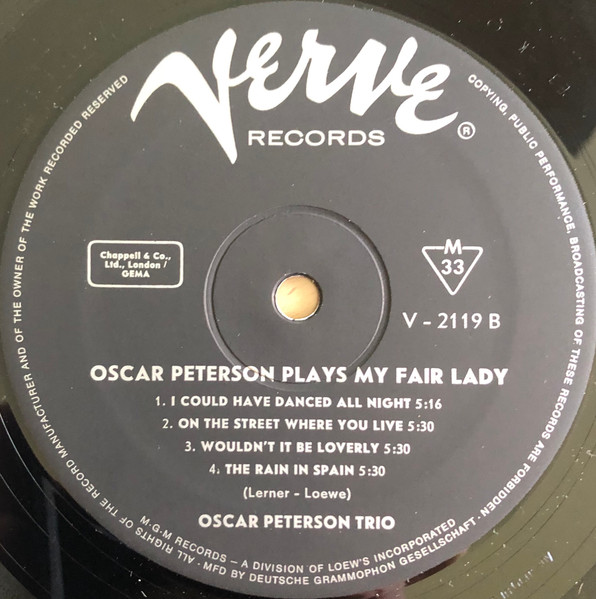 Verve
RECORDS ®
Chappell & Co.,
Ltd., London /
GEMA
M
33
V - 2119 B
OSCAR PETERSON PLAYS MY FAIR LADY
1. I COULD HAVE DANCED ALL NIGHT 5:16
2. ON THE STREET WHERE YOU LIVE 5:30
3. WOULDN'T IT BE LOVERLY 5:30
4. THE RAIN IN SPAIN 5:30
(Lerner - Loewe)
OSCAR PETERSON TRIO
M-G-M RECORDS – A DIVISION OF LOEW'S INCORPORATED
ALL RIGHTS OF THE RECORD MANUFACTURER AND OF THE OWNER OF THE WORK RECORDED RESERVED
COPYING, PUBLIC PERFORMANCE, BROADCASTING OF THESE RECORDS ARE FORBIDDEN · MFD BY DEUTSCHE GRAMMOPHON GESELLSCHAFT ·